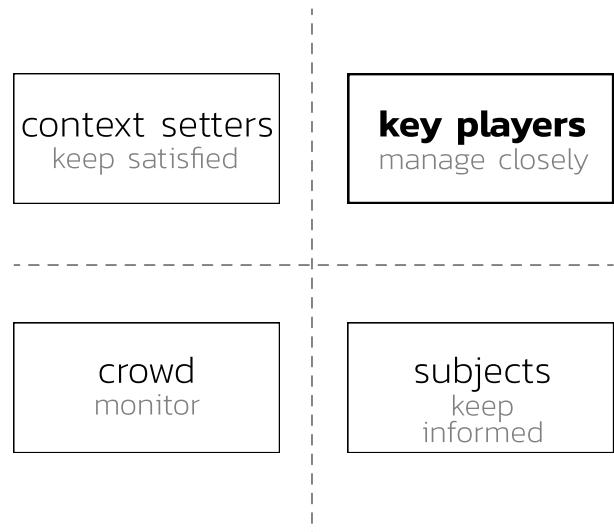 context setters
keep satisfied
key players
manage closely
crowd
monitor
subjects
keep
informed